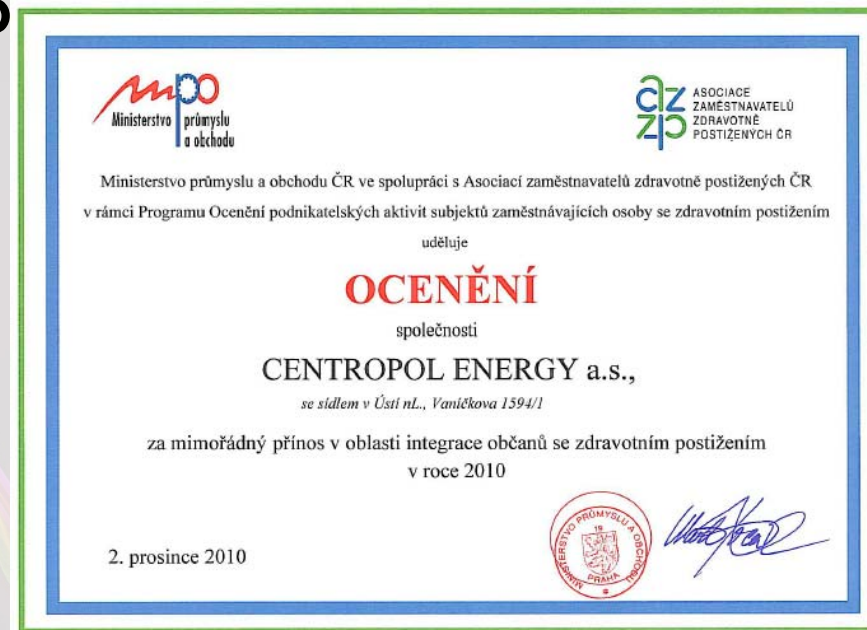 mpo
Ministerstvo průmyslu
a obchodu
ASOCIACE
ZAMĚSTNAVATELŮ
ZDRAVOTNĚ
POSTIŽENÝCH ČR
Ministerstvo průmyslu a obchodu ČR ve spolupráci s Asociací zaměstnavatelů zdravotně postižených ČR
v rámci Programu Ocenění podnikatelských aktivit subjektů zaměstnávajících osoby se zdravotním postižením
uděluje
OCENĚNÍ
společnosti
CENTROPOL ENERGY a.s.,
se sídlem v Ústí nL., Vaníčkova 1594/1
za mimořádný přínos v oblasti integrace občanů se zdravotním postižením
v roce 2010
MINISTERSTVO PRŮMYSLU A OBCHODU
19
PRAHA
2. prosince 2010